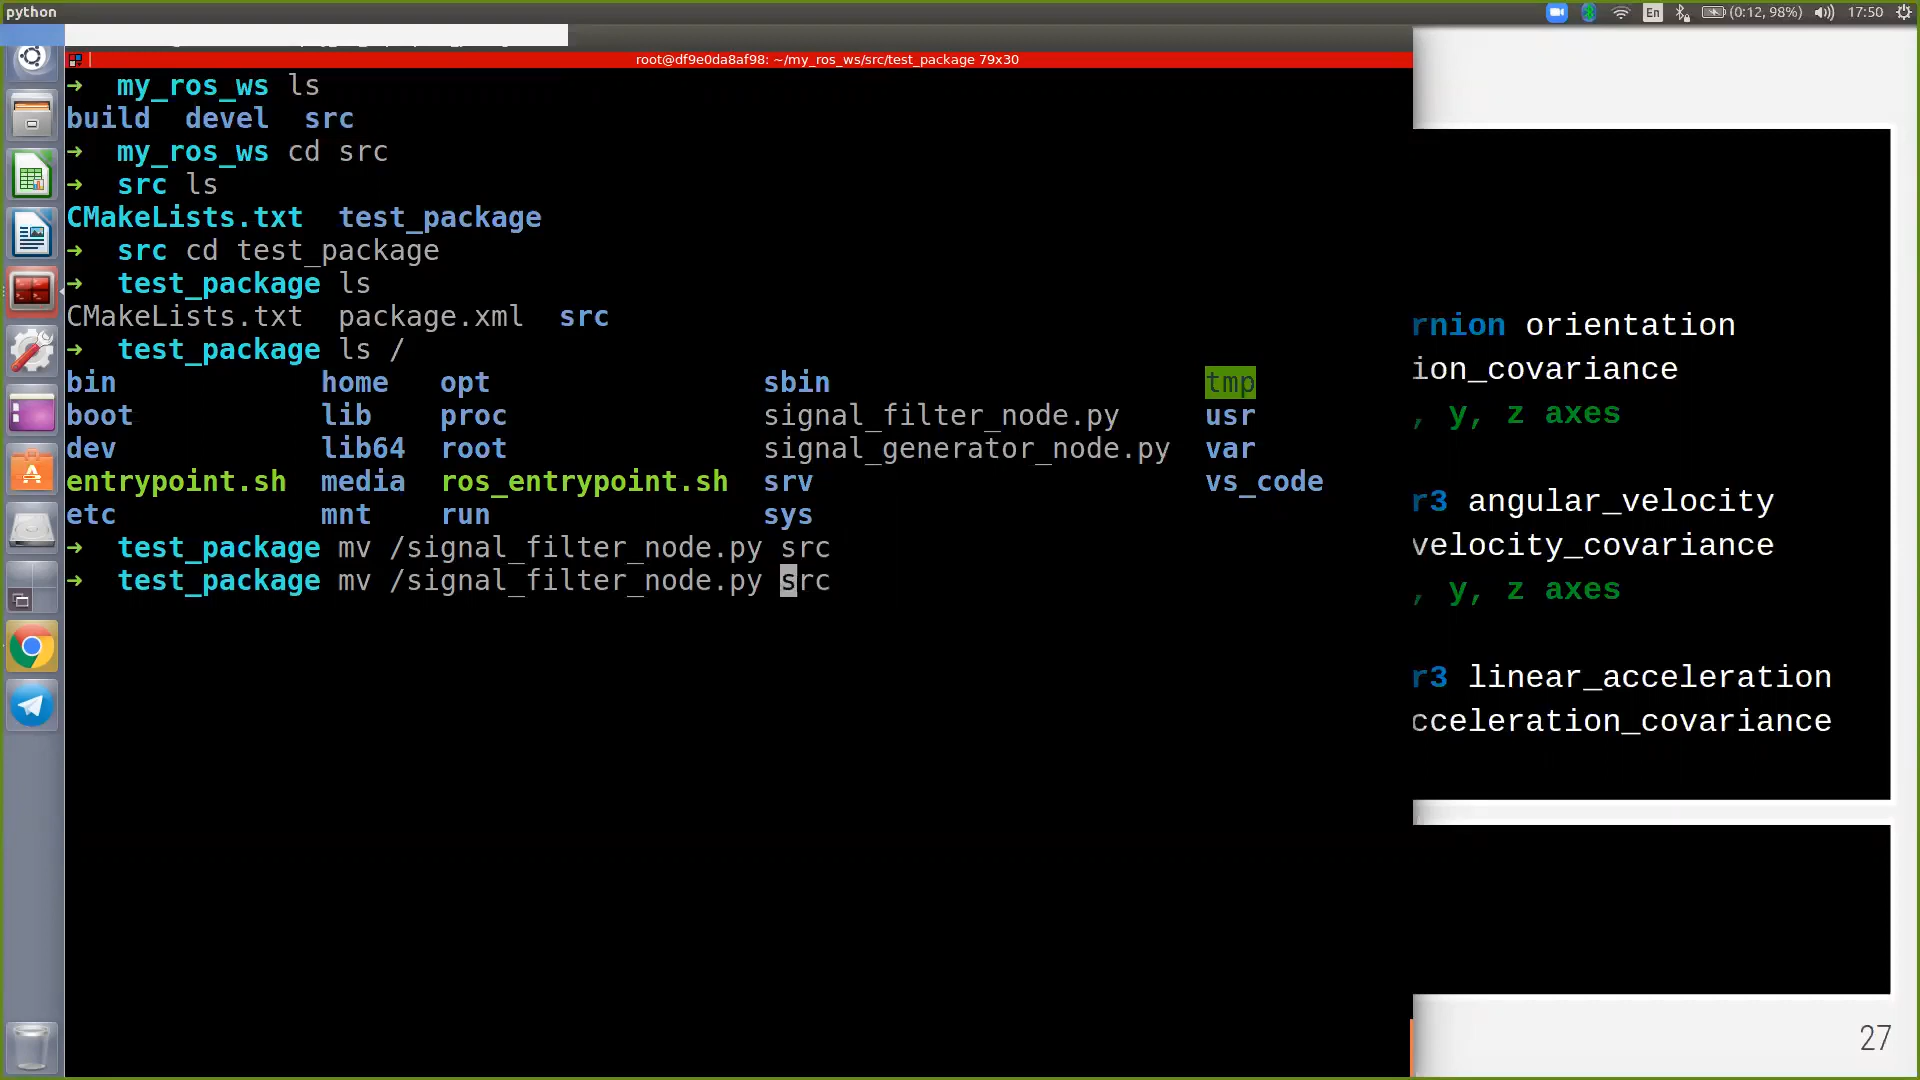 python
En
(0:12, 98%)
17:50
root@df9e0da8af98: ~/my_ros_ws/src/test_package 79x30
➜  my_ros_ws ls
build  devel  src
➜  my_ros_ws cd src
➜  src ls
CMakeLists.txt  test_package
➜  src cd test_package
➜  test_package ls
CMakeLists.txt  package.xml  src
➜  test_package ls /
bin  home  opt  sbin  tmp
boot  lib  proc  signal_filter_node.py  usr
dev  lib64  root  signal_generator_node.py  var
entrypoint.sh  media  ros_entrypoint.sh  srv  vs_code
etc  mnt  run  sys
➜  test_package mv /signal_filter_node.py src
➜  test_package mv /signal_filter_node.py src
rnion orientation
ion_covariance
, y, z axes
r3 angular_velocity
velocity_covariance
, y, z axes
r3 linear_acceleration
cceleration_covariance
27